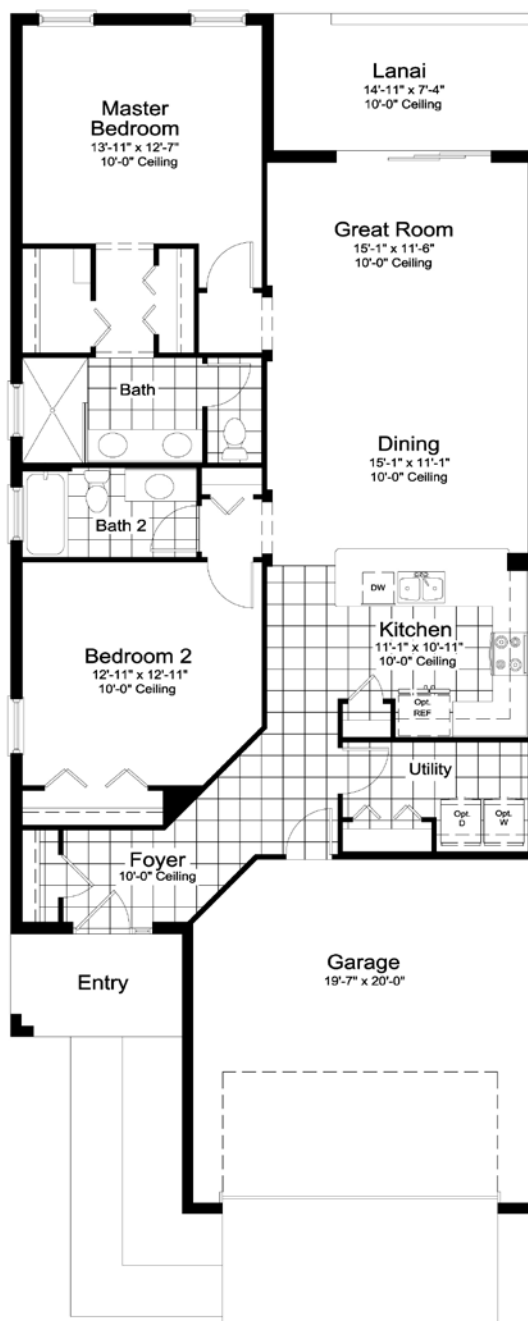 Lanai
14'-11" x 7'-4"
10'-0" Ceiling
Master
Bedroom
13'-11" x 12'-7"
10'-0" Ceiling
Great Room
15'-1" x 11'-6"
10'-0" Ceiling
Bath
Dining
15'-1" x 11'-1"
10'-0" Ceiling
Bath 2
DW
Kitchen
11'-1" x 10'-11"
10'-0" Ceiling
Opt.
REF
Bedroom 2
12'-11" x 12'-11"
10'-0" Ceiling
Utility
Opt.
D
Opt.
W
Foyer
10'-0" Ceiling
Entry
Garage
19'-7" x 20'-0"